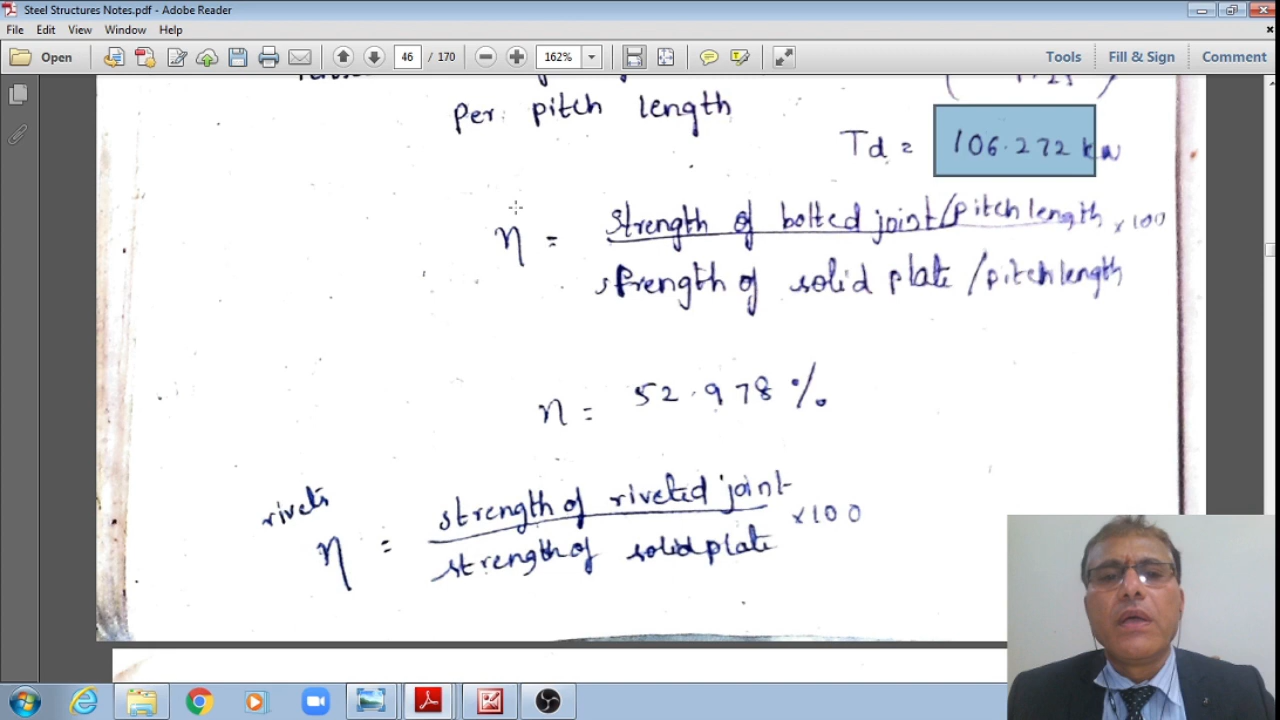 Steel Structures Notes.pdf - Adobe Reader
File Edit View Window Help
Open 46 / 170 162% Tools Fill & Sign Comment
per pitch length
Td = 106.272 kN
η = strength of bolted joint/pitch length ×100
strength of solid plate /pitch length
η = 52.978 %.
rivets
η = strength of riveted joint ×100
strength of solid plate